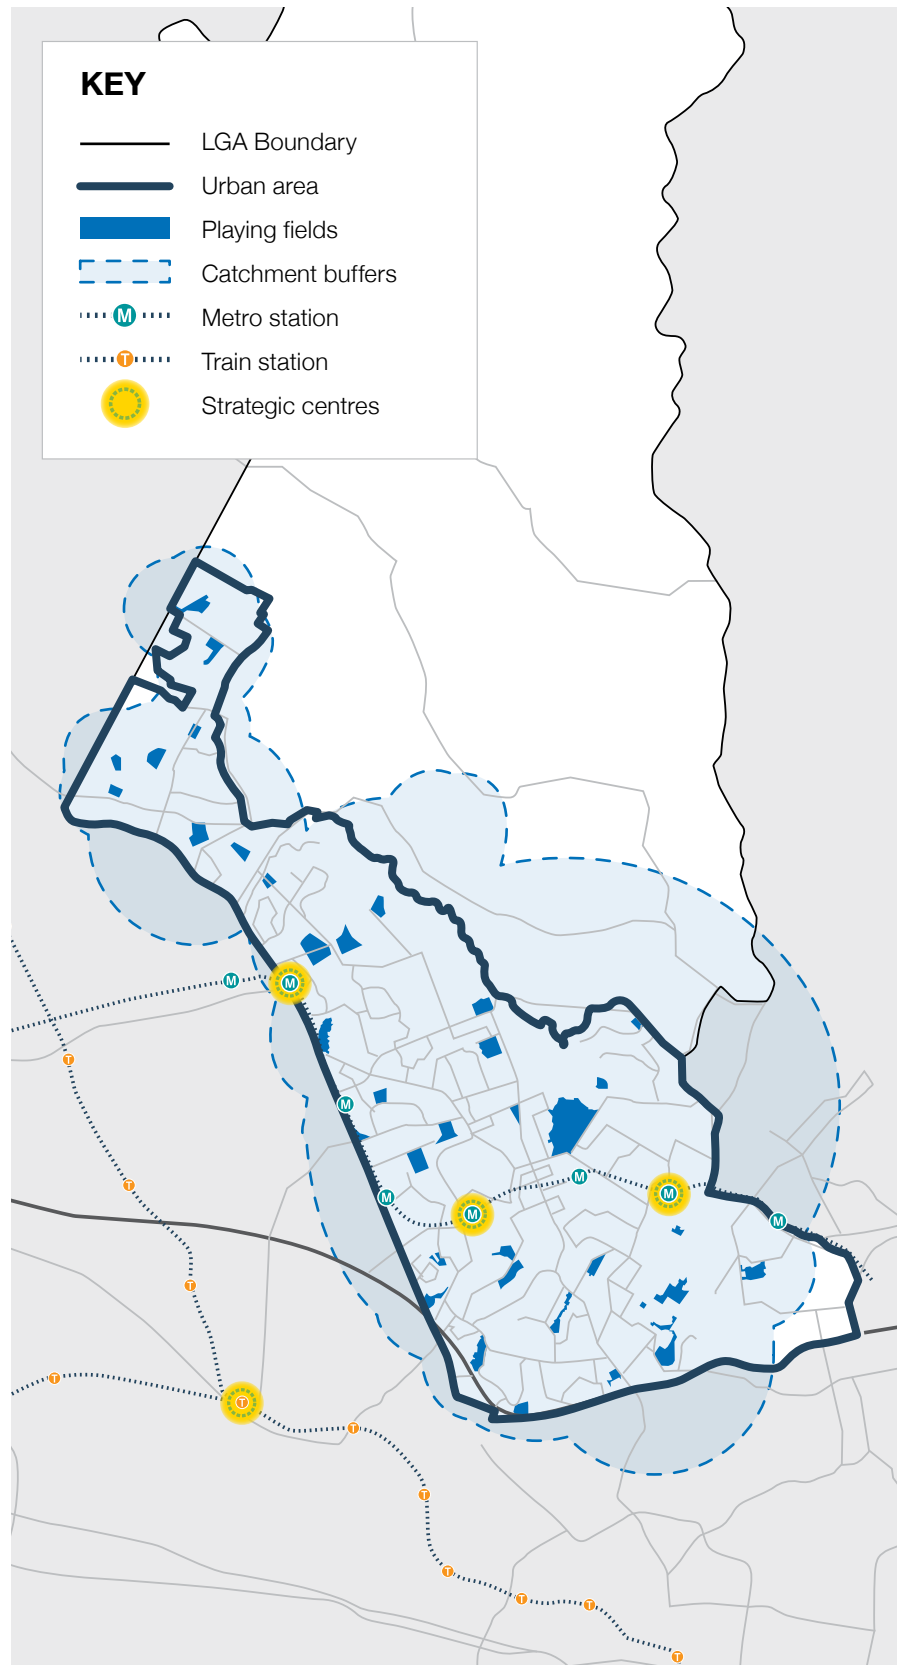 KEY
LGA Boundary
Urban area
Playing fields
Catchment buffers
M
Metro station
T
Train station
Strategic centres
M
M
T
M
T
M
M
M
M
M
T
T
T
T
T
T
T
T
T